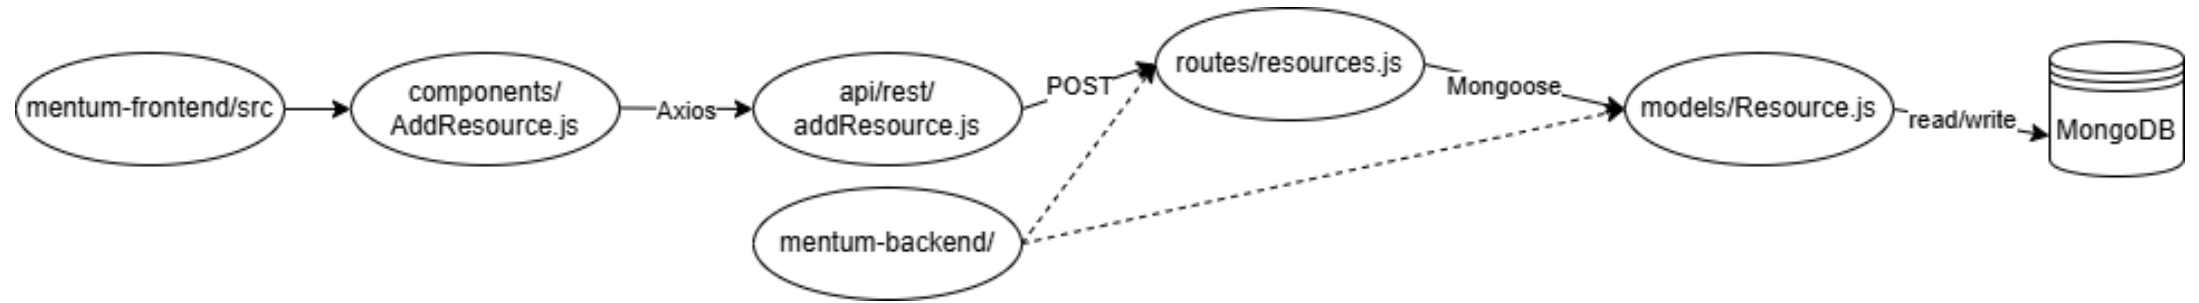 mentum-frontend/src
components/
AddResource.js
Axios
api/rest/
addResource.js
POST
routes/resources.js
Mongoose
models/Resource.js
read/write
MongoDB
mentum-backend/